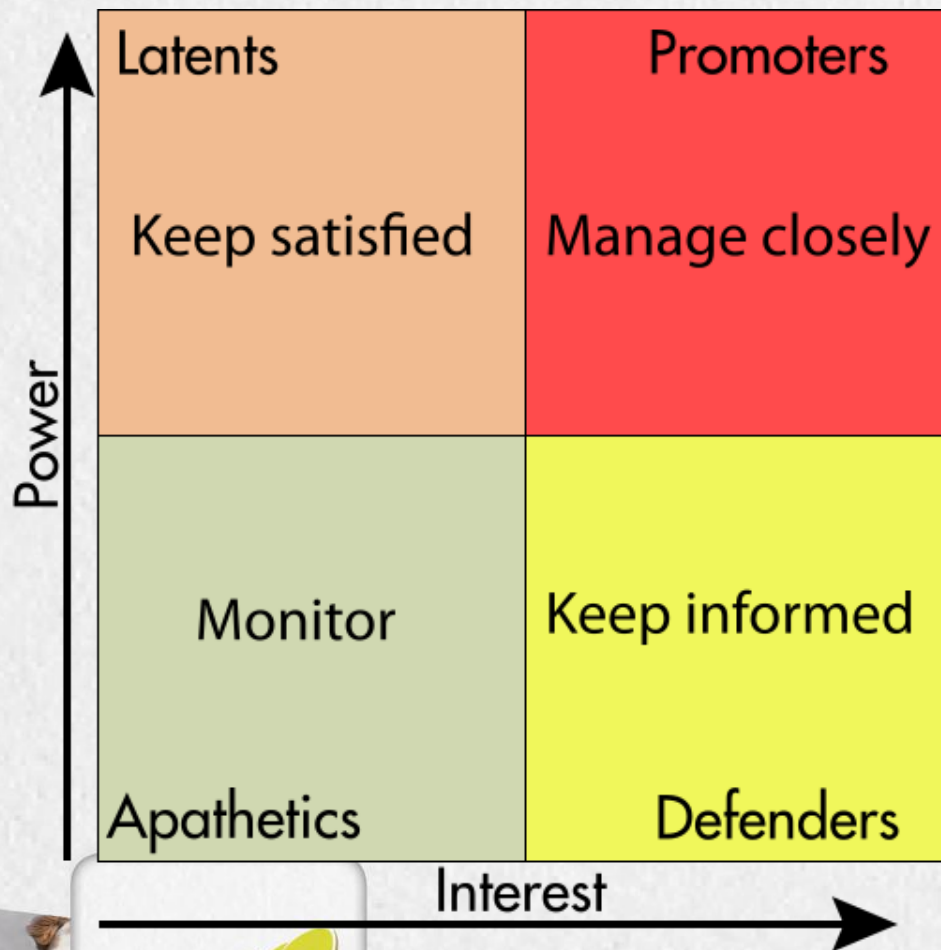 Latents
Promoters
Keep satisfied
Manage closely
Power
Monitor
Keep informed
Apathetics
Defenders
Interest